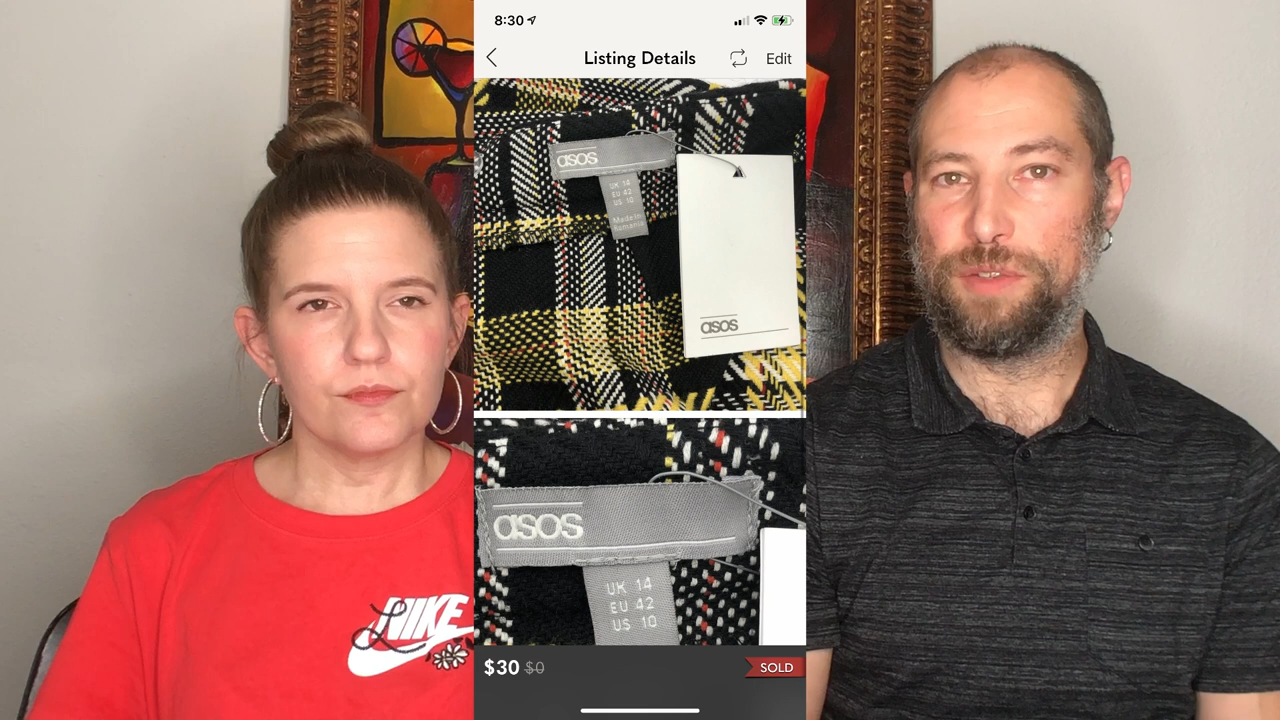 8:30
Listing Details
Edit
asos
UK 14
EU 42
US 10
Made in
Romania
asos
asos
UK 14
EU 42
US 10
$30 $0
SOLD
NIKE